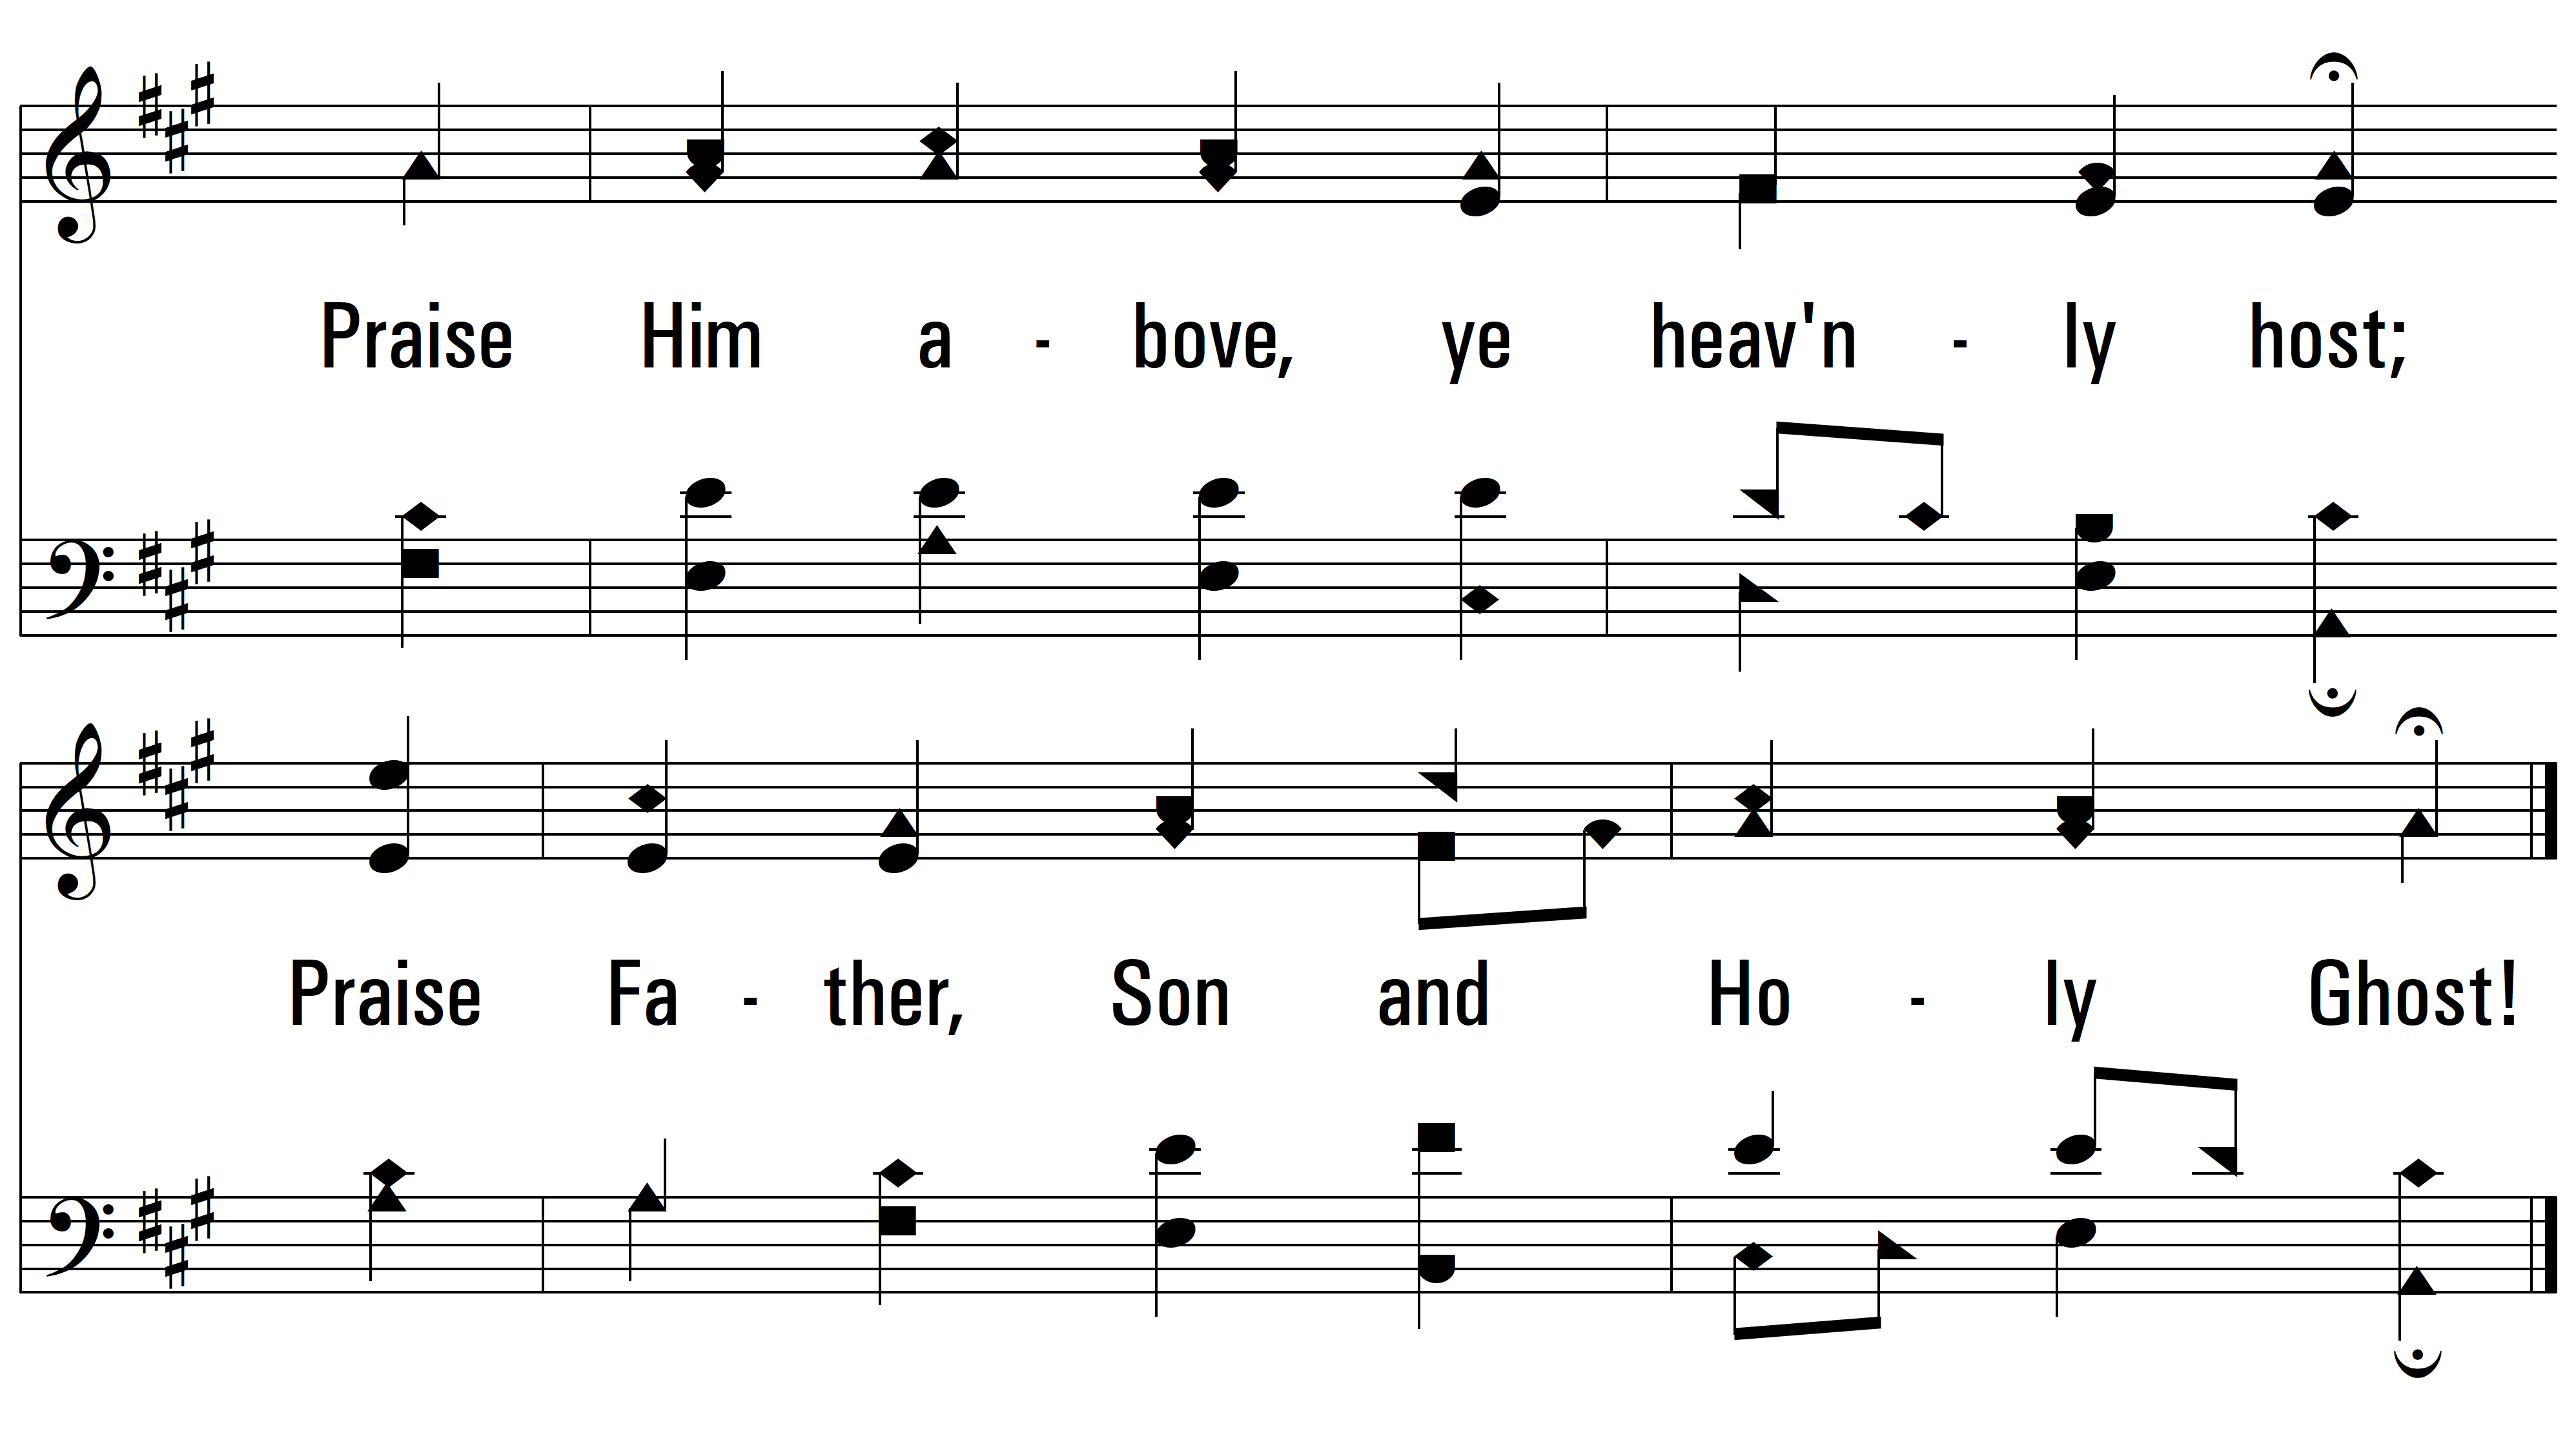 Praise Him a - bove, ye heav'n - ly host;
Praise Fa - ther, Son and Ho - ly Ghost!